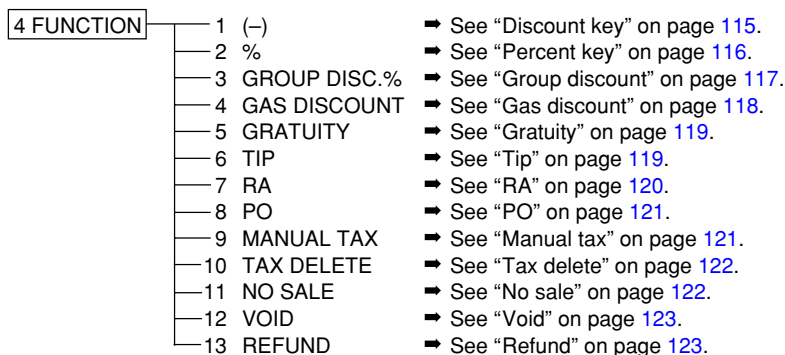 4 FUNCTION 1 (–) ➡ See “Discount key” on page 115.
2 % ➡ See “Percent key” on page 116.
3 GROUP DISC.% ➡ See “Group discount” on page 117.
4 GAS DISCOUNT ➡ See “Gas discount” on page 118.
5 GRATUITY ➡ See “Gratuity” on page 119.
6 TIP ➡ See “Tip” on page 119.
7 RA ➡ See “RA” on page 120.
8 PO ➡ See “PO” on page 121.
9 MANUAL TAX ➡ See “Manual tax” on page 121.
10 TAX DELETE ➡ See “Tax delete” on page 122.
11 NO SALE ➡ See “No sale” on page 122.
12 VOID ➡ See “Void” on page 123.
13 REFUND ➡ See “Refund” on page 123.